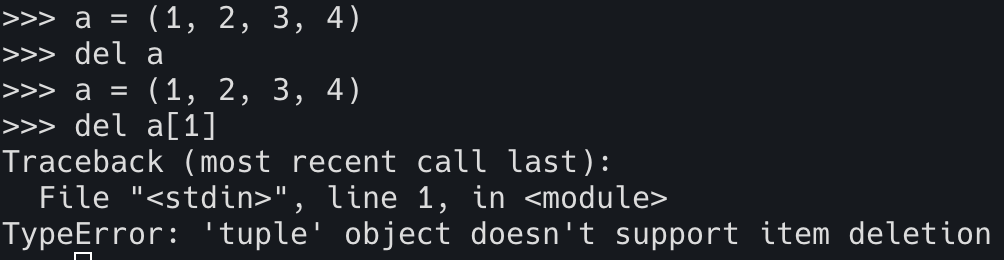 >>> a = (1, 2, 3, 4)
>>> del a
>>> a = (1, 2, 3, 4)
>>> del a[1]
Traceback (most recent call last):
  File "<stdin>", line 1, in <module>
TypeError: 'tuple' object doesn't support item deletion